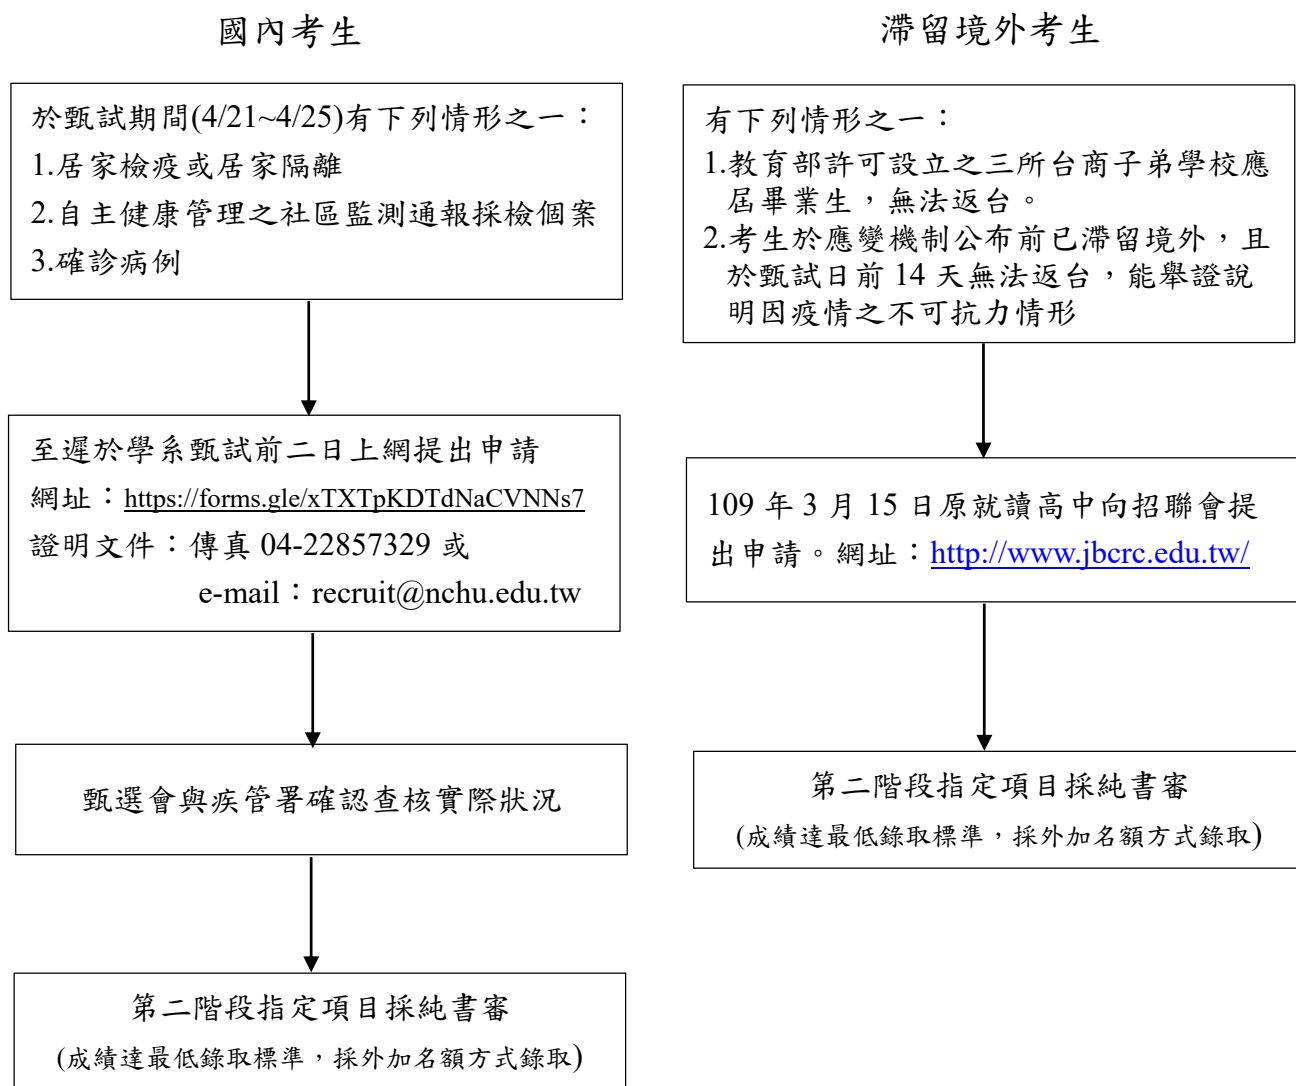 國內考生
於甄試期間(4/21~4/25)有下列情形之一：
1.居家檢疫或居家隔離
2.自主健康管理之社區監測通報採檢個案
3.確診病例
至遲於學系甄試前二日上網提出申請
網址：https://forms.gle/xTXTpKDTdNaCVNNs7
證明文件：傳真 04-22857329 或
e-mail：recruit@nchu.edu.tw
甄選會與疾管署確認查核實際狀況
第二階段指定項目採純書審
(成績達最低錄取標準，採外加名額方式錄取)
滯留境外考生
有下列情形之一：
1.教育部許可設立之三所台商子弟學校應
屆畢業生，無法返台。
2.考生於應變機制公布前已滯留境外，且
於甄試日前 14 天無法返台，能舉證說
明因疫情之不可抗力情形
109 年 3 月 15 日原就讀高中向招聯會提
出申請。網址：http://www.jbcrc.edu.tw/
第二階段指定項目採純書審
(成績達最低錄取標準，採外加名額方式錄取)